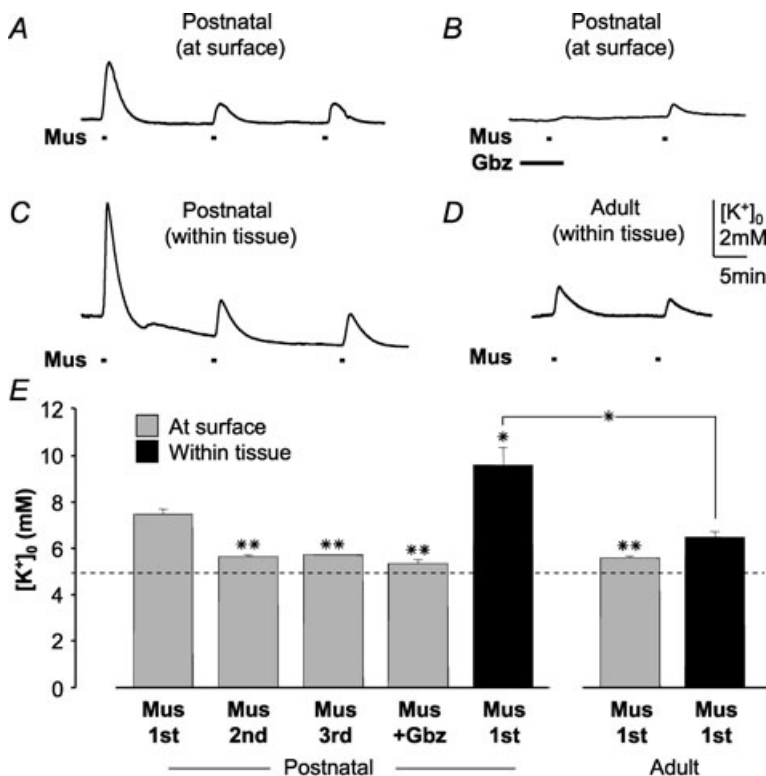 A
Postnatal
(at surface)
Mus
B
Postnatal
(at surface)
Mus
Gbz
C
Postnatal
(within tissue)
Mus
D
Adult
(within tissue)
Mus
[K⁺]₀
2mM
5min
E
[K⁺]₀ (mM)
12
10
8
6
4
2
0
At surface
Within tissue
** ** **
*
*
**
Mus Mus Mus Mus Mus Mus Mus
1st 2nd 3rd +Gbz 1st 1st 1st
Postnatal Adult